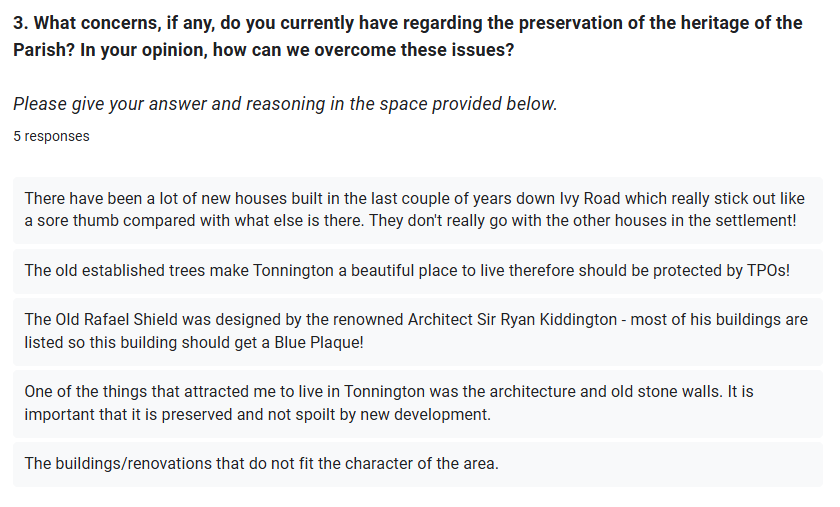 3. What concerns, if any, do you currently have regarding the preservation of the heritage of the
Parish? In your opinion, how can we overcome these issues?
Please give your answer and reasoning in the space provided below.
5 responses
There have been a lot of new houses built in the last couple of years down Ivy Road which really stick out like
a sore thumb compared with what else is there. They don't really go with the other houses in the settlement!
The old established trees make Tonnington a beautiful place to live therefore should be protected by TPOs!
The Old Rafael Shield was designed by the renowned Architect Sir Ryan Kiddington - most of his buildings are
listed so this building should get a Blue Plaque!
One of the things that attracted me to live in Tonnington was the architecture and old stone walls. It is
important that it is preserved and not spoilt by new development.
The buildings/renovations that do not fit the character of the area.